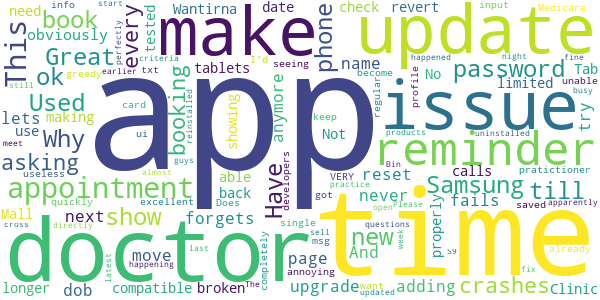 need info book Wantirna phone date check revert input Medicare
This obviously every make name I'd seeing update
Great tested happened night fine
ok greedy earlier txt perfectly criteria become No password Tab
lets Used tablets anymore issue limited
use making Why booking showing Not try
card ui app regular profile unable busy
asking reinstalled Have reminder
guys keep products uninstalled meet
useless VERY developers calls Bin
still appointment able reset Samsung till
almost quickly Does back got never practice pratictioner
Mall next show forgets single page time fails saved apparently
cross excellent sell msg open Please questions
doctor directly completely new properly week S9
dob move last annoying And already
longer compatible broken The upgrade adding crashes Clinic
latest happening want updated fix start